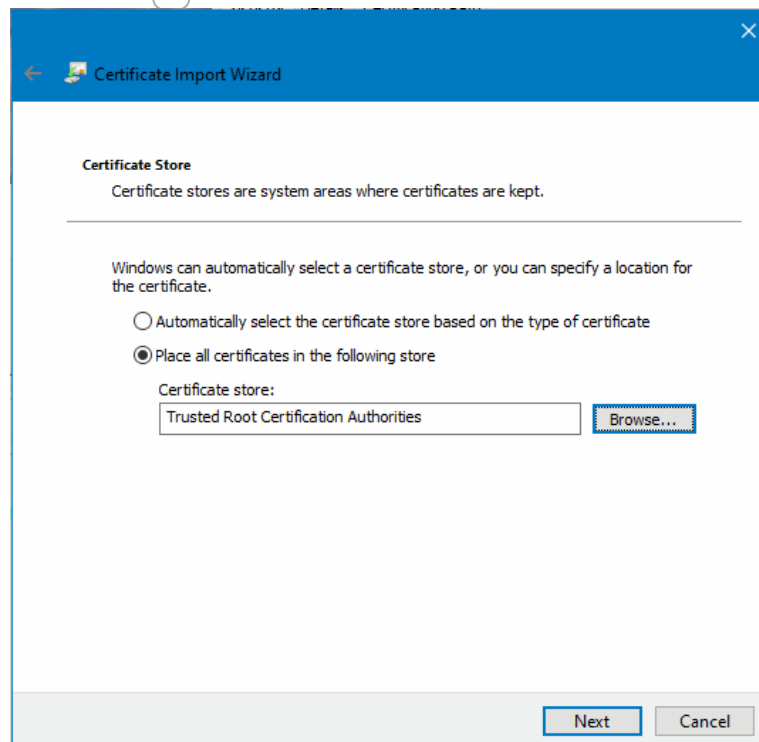 Certificate Import Wizard
Certificate Store
Certificate stores are system areas where certificates are kept.
Windows can automatically select a certificate store, or you can specify a location for
the certificate.
Automatically select the certificate store based on the type of certificate
Place all certificates in the following store
Certificate store:
Trusted Root Certification Authorities
Browse...
Next
Cancel